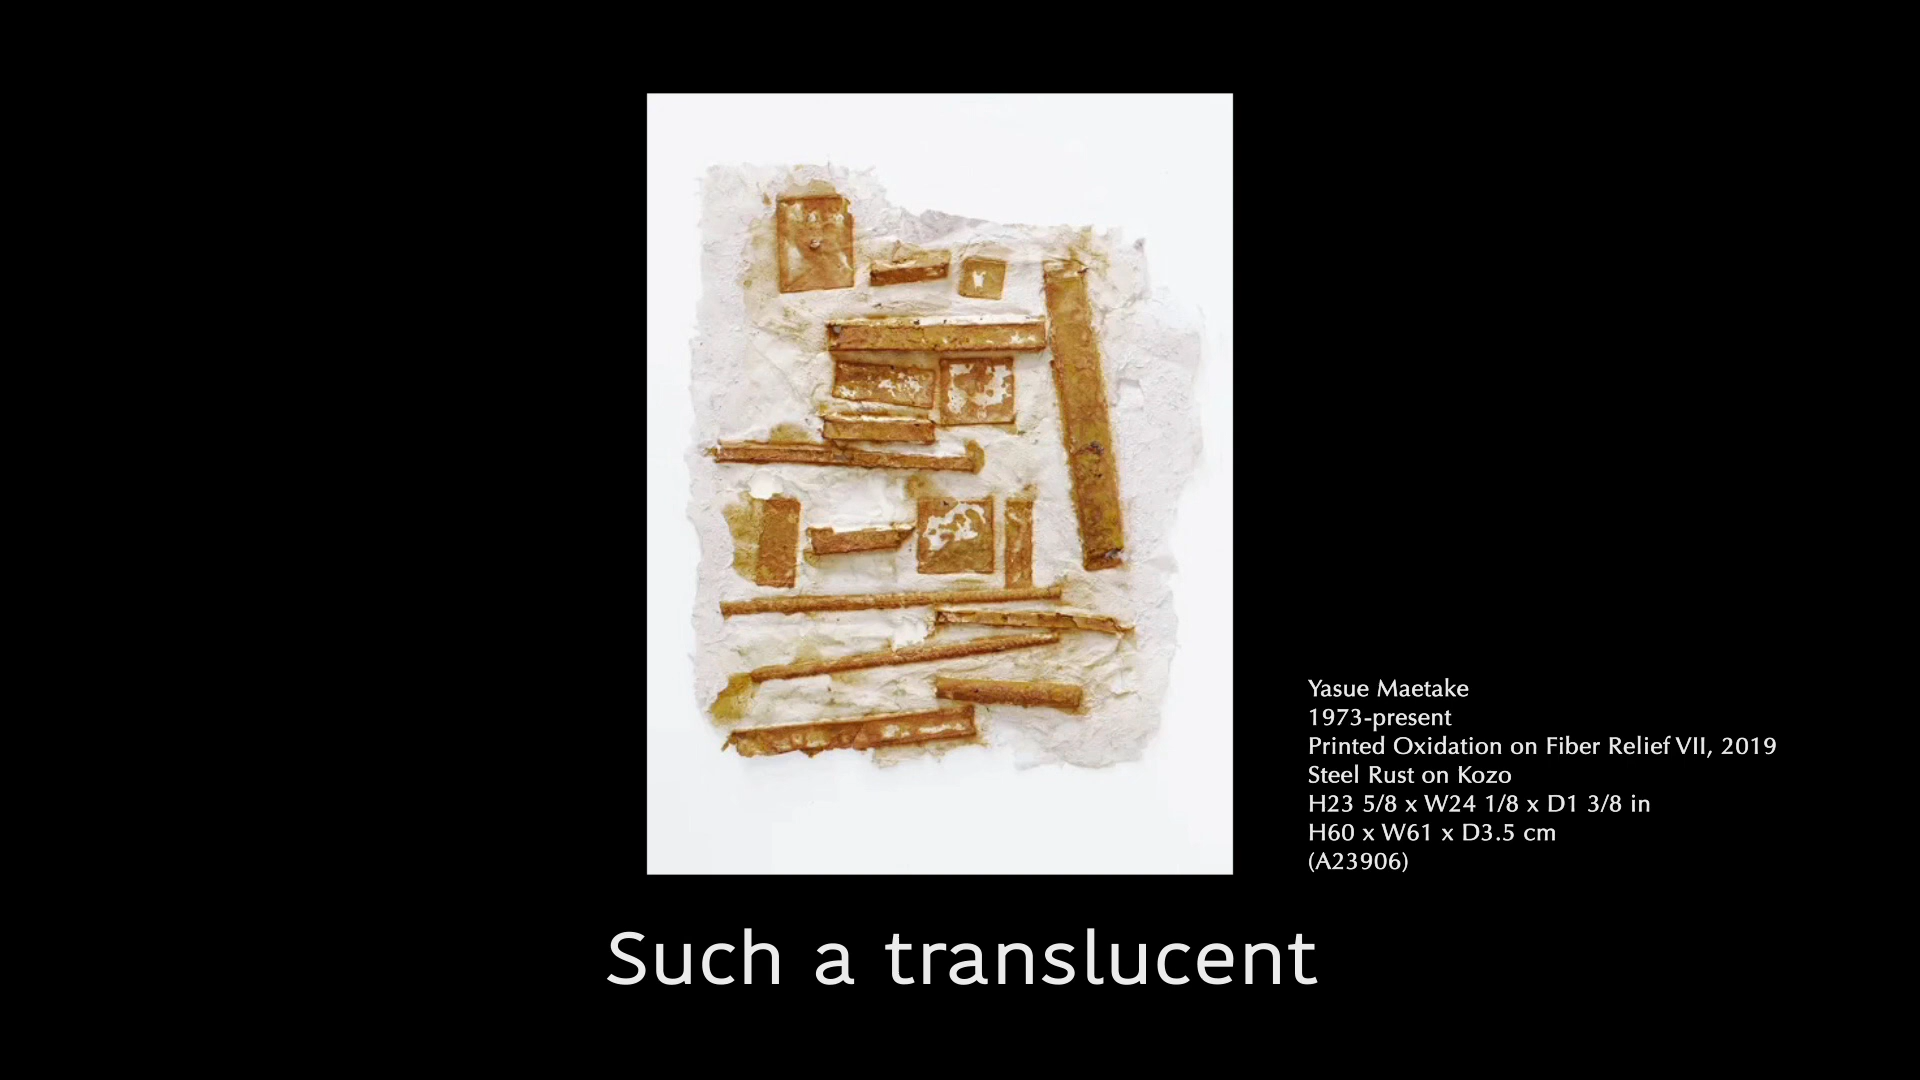 Yasue Maetake
1973-present
Printed Oxidation on Fiber Relief VII, 2019
Steel Rust on Kozo
H23 5/8 x W24 1/8 x D1 3/8 in
H60 x W61 x D3.5 cm
(A23906)
Such a translucent